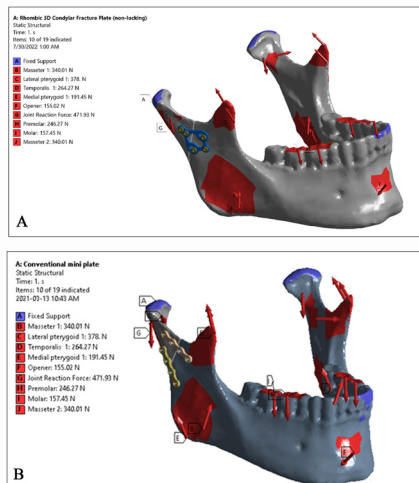 A: Rhombic 3D Condylar Fracture Plate (non-locking)
Static Structural
Time: 1. s
Items: 10 of 19 indicated
7/30/2022 1:00 AM
A Fixed Support
B Masseter 1: 340.01 N
C Lateral pterygoid 1: 378. N
D Temporalis 1: 264.27 N
E Medial pterygoid 1: 191.45 N
F Opener: 155.02 N
G Joint Reaction Force: 471.93 N
H Premolar: 246.27 N
I Molar: 157.45 N
J Masseter 2: 340.01 N
A
G
A
A: Conventional mini plate
Static Structural
Time: 1. s
Items: 10 of 19 indicated
2021-03-13 10:43 AM
A Fixed Support
B Masseter 1: 340.01 N
C Lateral pterygoid 1: 378. N
D Temporalis 1: 264.27 N
E Medial pterygoid 1: 191.45 N
F Opener: 155.02 N
G Joint Reaction Force: 471.93 N
H Premolar: 246.27 N
I Molar: 157.45 N
J Masseter 2: 340.01 N
A
G
E
F
B